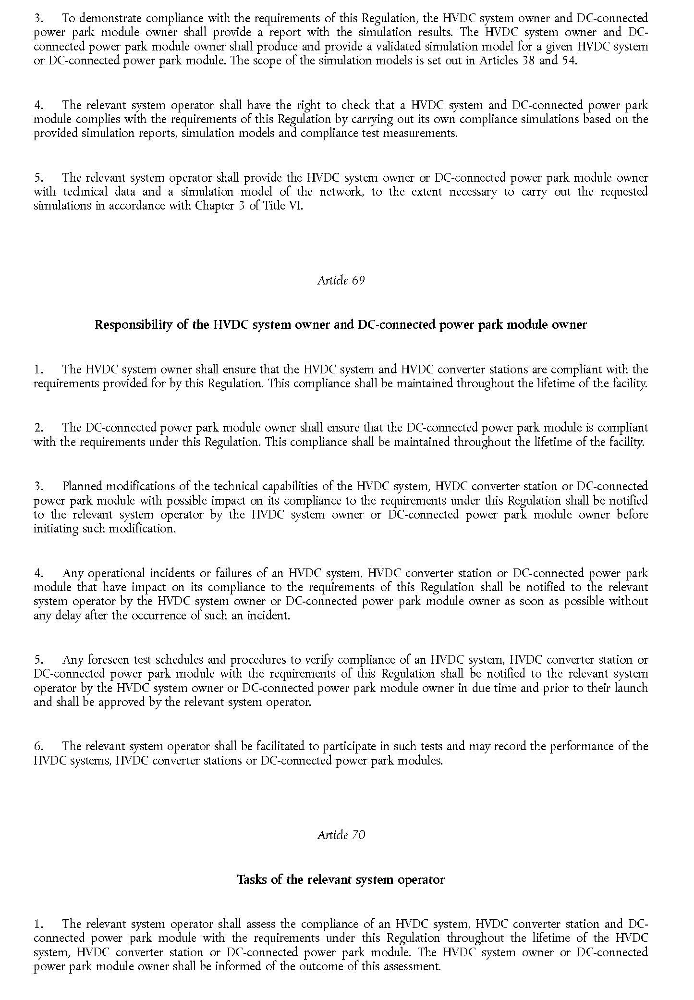 3. To demonstrate compliance with the requirements of this Regulation, the HVDC system owner and DC-connected
power park module owner shall provide a report with the simulation results. The HVDC system owner and DC-
connected power park module owner shall produce and provide a validated simulation model for a given HVDC system
or DC-connected power park module. The scope of the simulation models is set out in Articles 38 and 54.
4. The relevant system operator shall have the right to check that a HVDC system and DC-connected power park
module complies with the requirements of this Regulation by carrying out its own compliance simulations based on the
provided simulation reports, simulation models and compliance test measurements.
5. The relevant system operator shall provide the HVDC system owner or DC-connected power park module owner
with technical data and a simulation model of the network, to the extent necessary to carry out the requested
simulations in accordance with Chapter 3 of Title VI.
Article 69
Responsibility of the HVDC system owner and DC-connected power park module owner
1. The HVDC system owner shall ensure that the HVDC system and HVDC converter stations are compliant with the
requirements provided for by this Regulation. This compliance shall be maintained throughout the lifetime of the facility.
2. The DC-connected power park module owner shall ensure that the DC-connected power park module is compliant
with the requirements under this Regulation. This compliance shall be maintained throughout the lifetime of the facility.
3. Planned modifications of the technical capabilities of the HVDC system, HVDC converter station or DC-connected
power park module with possible impact on its compliance to the requirements under this Regulation shall be notified
to the relevant system operator by the HVDC system owner or DC-connected power park module owner before
initiating such modification.
4. Any operational incidents or failures of an HVDC system, HVDC converter station or DC-connected power park
module that have impact on its compliance to the requirements of this Regulation shall be notified to the relevant
system operator by the HVDC system owner or DC-connected power park module owner as soon as possible without
any delay after the occurrence of such an incident.
5. Any foreseen test schedules and procedures to verify compliance of an HVDC system, HVDC converter station or
DC-connected power park module with the requirements of this Regulation shall be notified to the relevant system
operator by the HVDC system owner or DC-connected power park module owner in due time and prior to their launch
and shall be approved by the relevant system operator.
6. The relevant system operator shall be facilitated to participate in such tests and may record the performance of the
HVDC systems, HVDC converter stations or DC-connected power park modules.
Article 70
Tasks of the relevant system operator
1. The relevant system operator shall assess the compliance of an HVDC system, HVDC converter station and DC-
connected power park module with the requirements under this Regulation throughout the lifetime of the HVDC
system, HVDC converter station or DC-connected power park module. The HVDC system owner or DC-connected
power park module owner shall be informed of the outcome of this assessment.